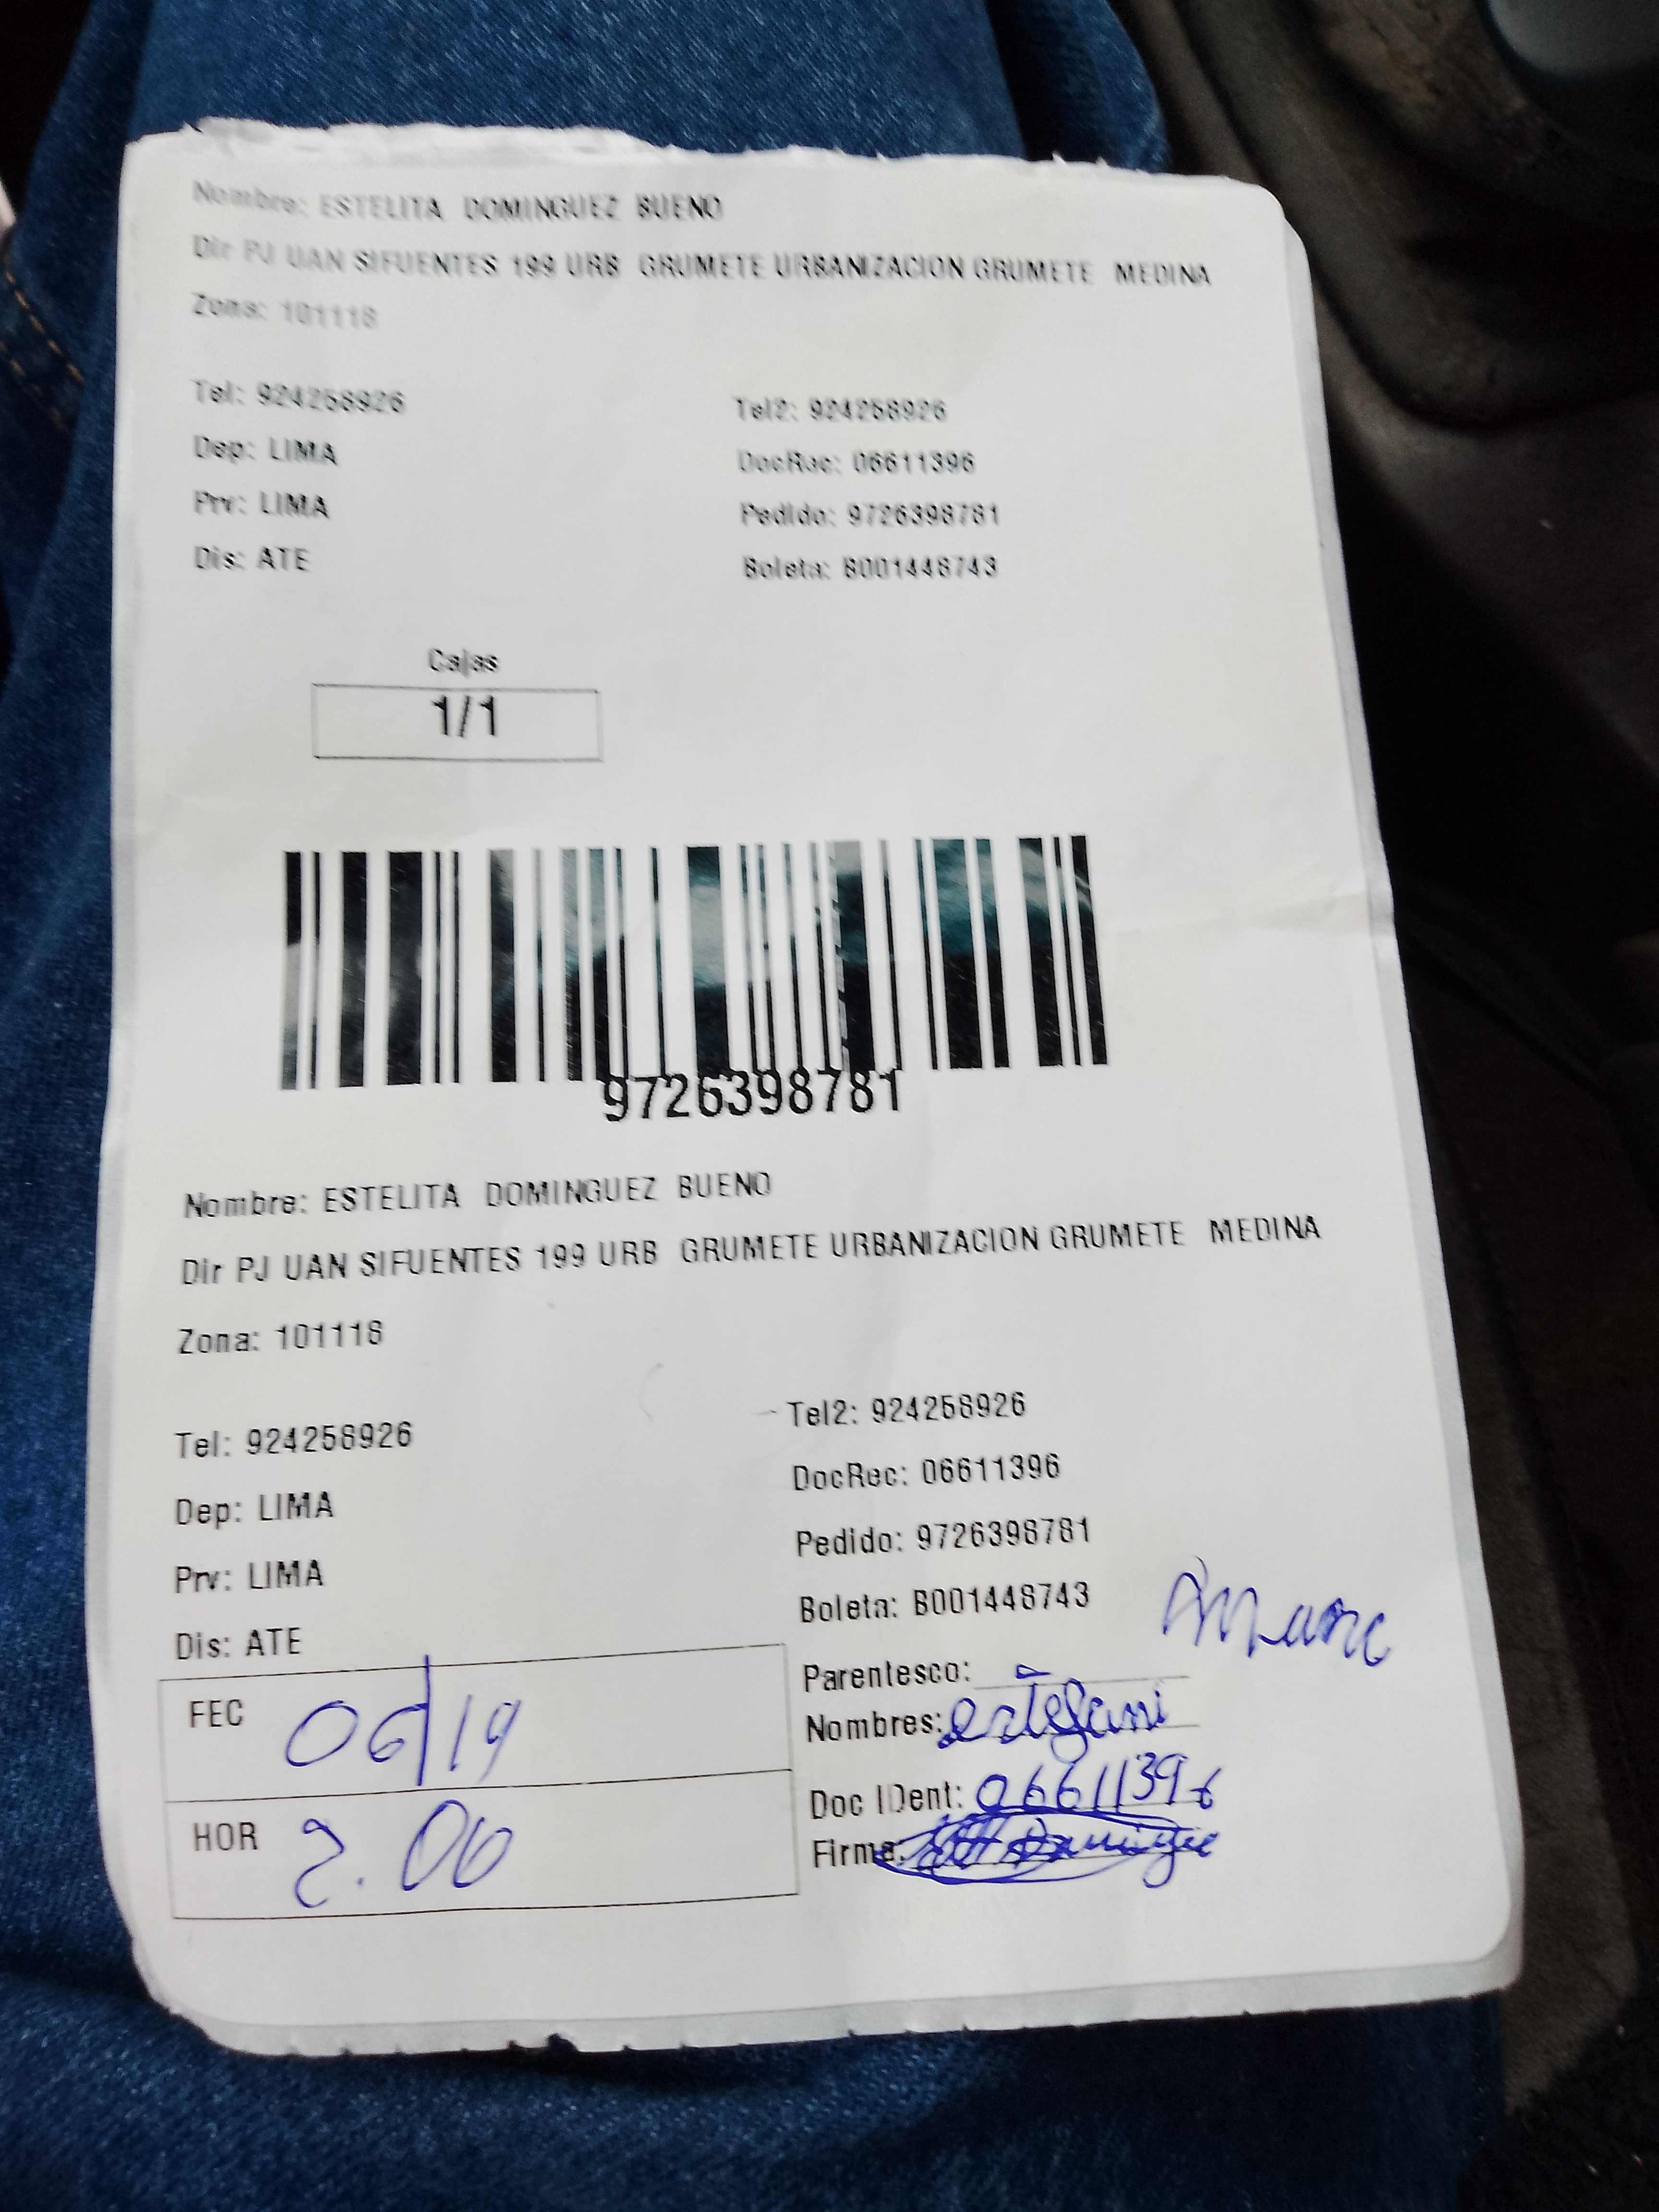 Nombre: ESTELITA DOMINGUEZ BUENO
Dir PJ UAN SIFUENTES 199 URB GRUMETE URBANIZACION GRUMETE MEDINA
Zona: 101118
Tel: 924258926 Tel2: 924258926
Dep: LIMA DocRec: 06611396
Prv: LIMA Pedido: 9726398781
Dis: ATE Boleta: B001448743
Cajas
1/1
9726398781
Nombre: ESTELITA DOMINGUEZ BUENO
Dir PJ UAN SIFUENTES 199 URB GRUMETE URBANIZACION GRUMETE MEDINA
Zona: 101118
Tel: 924258926 Tel2: 924258926
Dep: LIMA DocRec: 06611396
Prv: LIMA Pedido: 9726398781
Dis: ATE Boleta: B001448743
Parentesco:
FEC 06/19 Nombres: estefani
Doc IDent: 06611396
HOR 2.00 Firma: